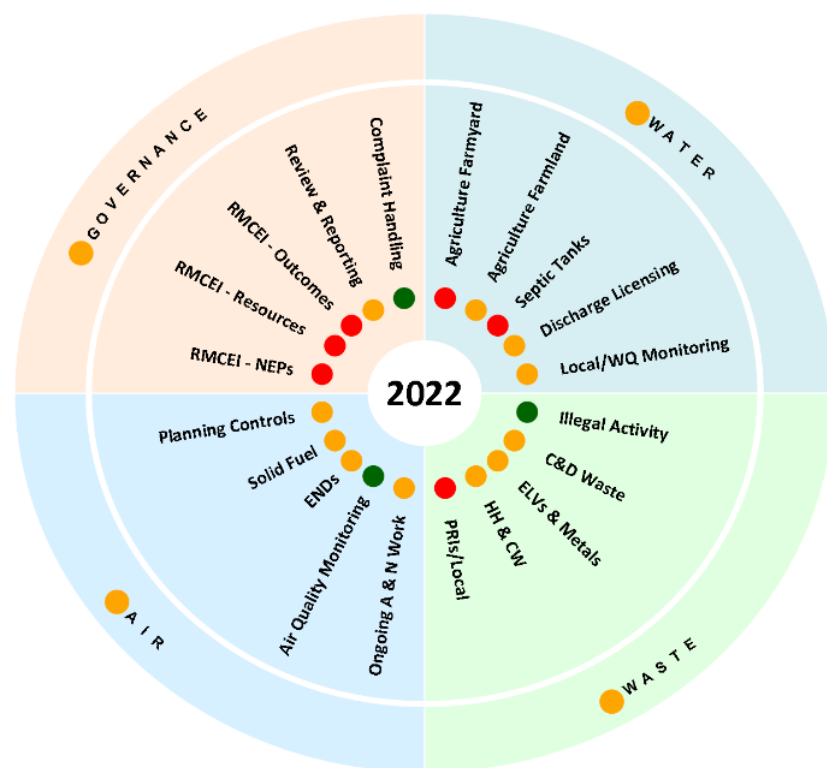 GOVERNANCE
Complaint Handling
Review & Reporting
RMCEI - Outcomes
RMCEI - Resources
RMCEI - NEPs
WATER
Agriculture Farmyard
Agriculture Farmland
Septic Tanks
Discharge Licensing
Local/WQ Monitoring
2022
Planning Controls
Solid Fuel
ENDs
Air Quality Monitoring
Ongoing A & N Work
AIR
Illegal Activity
C&D Waste
ELVs & Metals
HH & CW
PRIs/Local
WASTE